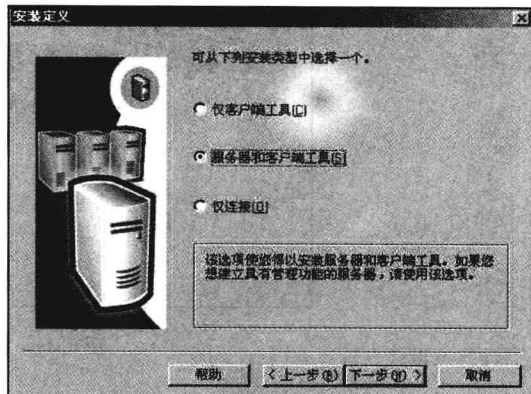 安装定义
可从下列安装类型中选择一个。
仅客户端工具(C)
服务器和客户端工具(S)
仅连接(O)
该选项使您得以安装服务器和客户端工具。如果您
想建立具有管理功能的服务器，请使用该选项。
帮助
< 上一步(B)
下一步(N) >
取消